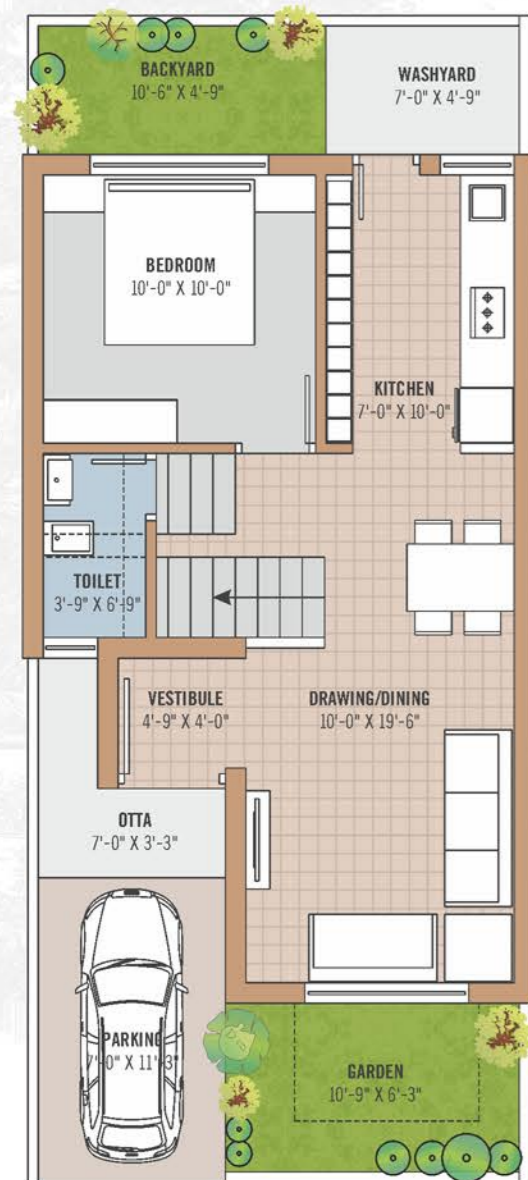 BACKYARD
10'-6" X 4'-9"
WASHYARD
7'-0" X 4'-9"
BEDROOM
10'-0" X 10'-0"
KITCHEN
7'-0" X 10'-0"
TOILET
3'-9" X 6'-9"
VESTIBULE
4'-9" X 4'-0"
DRAWING/DINING
10'-0" X 19'-6"
OTTA
7'-0" X 3'-3"
PARKING
7'-0" X 11'-3"
GARDEN
10'-9" X 6'-3"